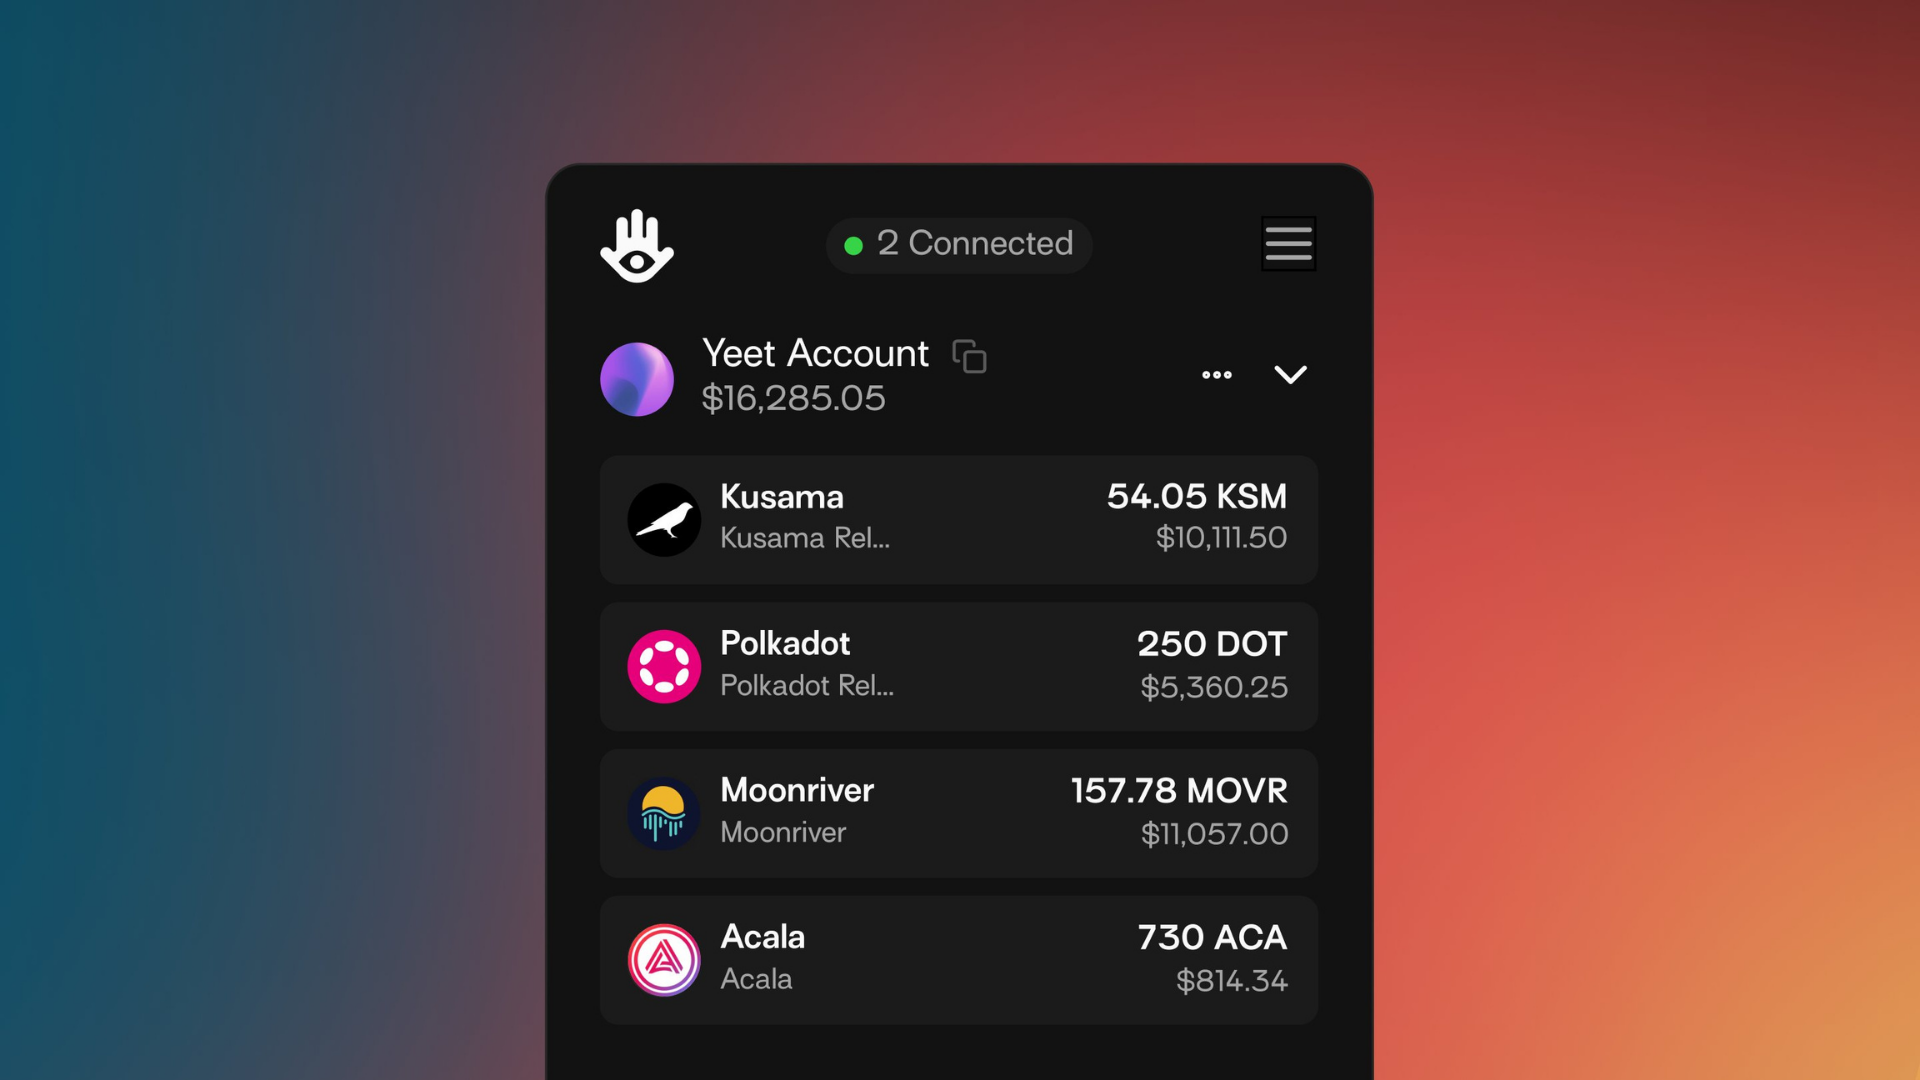 2 Connected
Yeet Account
$16,285.05
Kusama
54.05 KSM
Kusama Rel...
$10,111.50
Polkadot
250 DOT
Polkadot Rel...
$5,360.25
Moonriver
157.78 MOVR
Moonriver
$11,057.00
Acala
730 ACA
Acala
$814.34